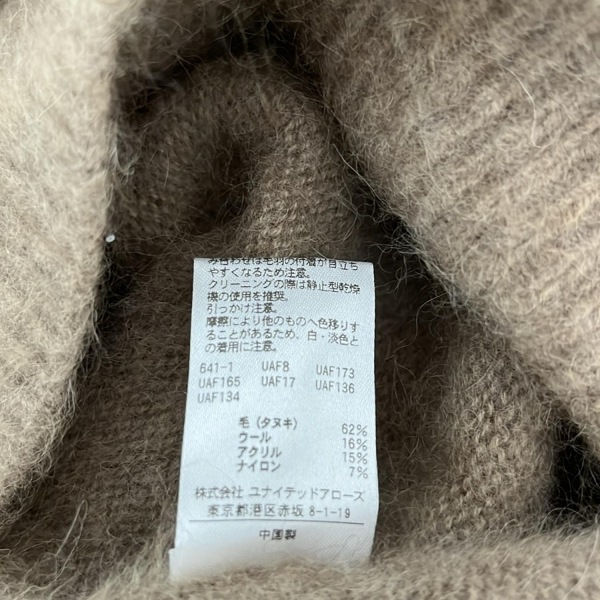 み合わせは毛羽の付着が目立ち
やすくなるため注意。
クリーニングの際は静止型乾燥
機の使用を推奨。
引っかけ注意。
摩擦により他のものへ色移りす
ることがあるため、白・淡色と
の着用に注意。
641-1 UAF8 UAF173
UAF165 UAF17 UAF136
UAF134
毛(タヌキ) 62%
ウール 16%
アクリル 15%
ナイロン 7%
株式会社 ユナイテッドアローズ
東京都港区赤坂 8-1-19
中国製